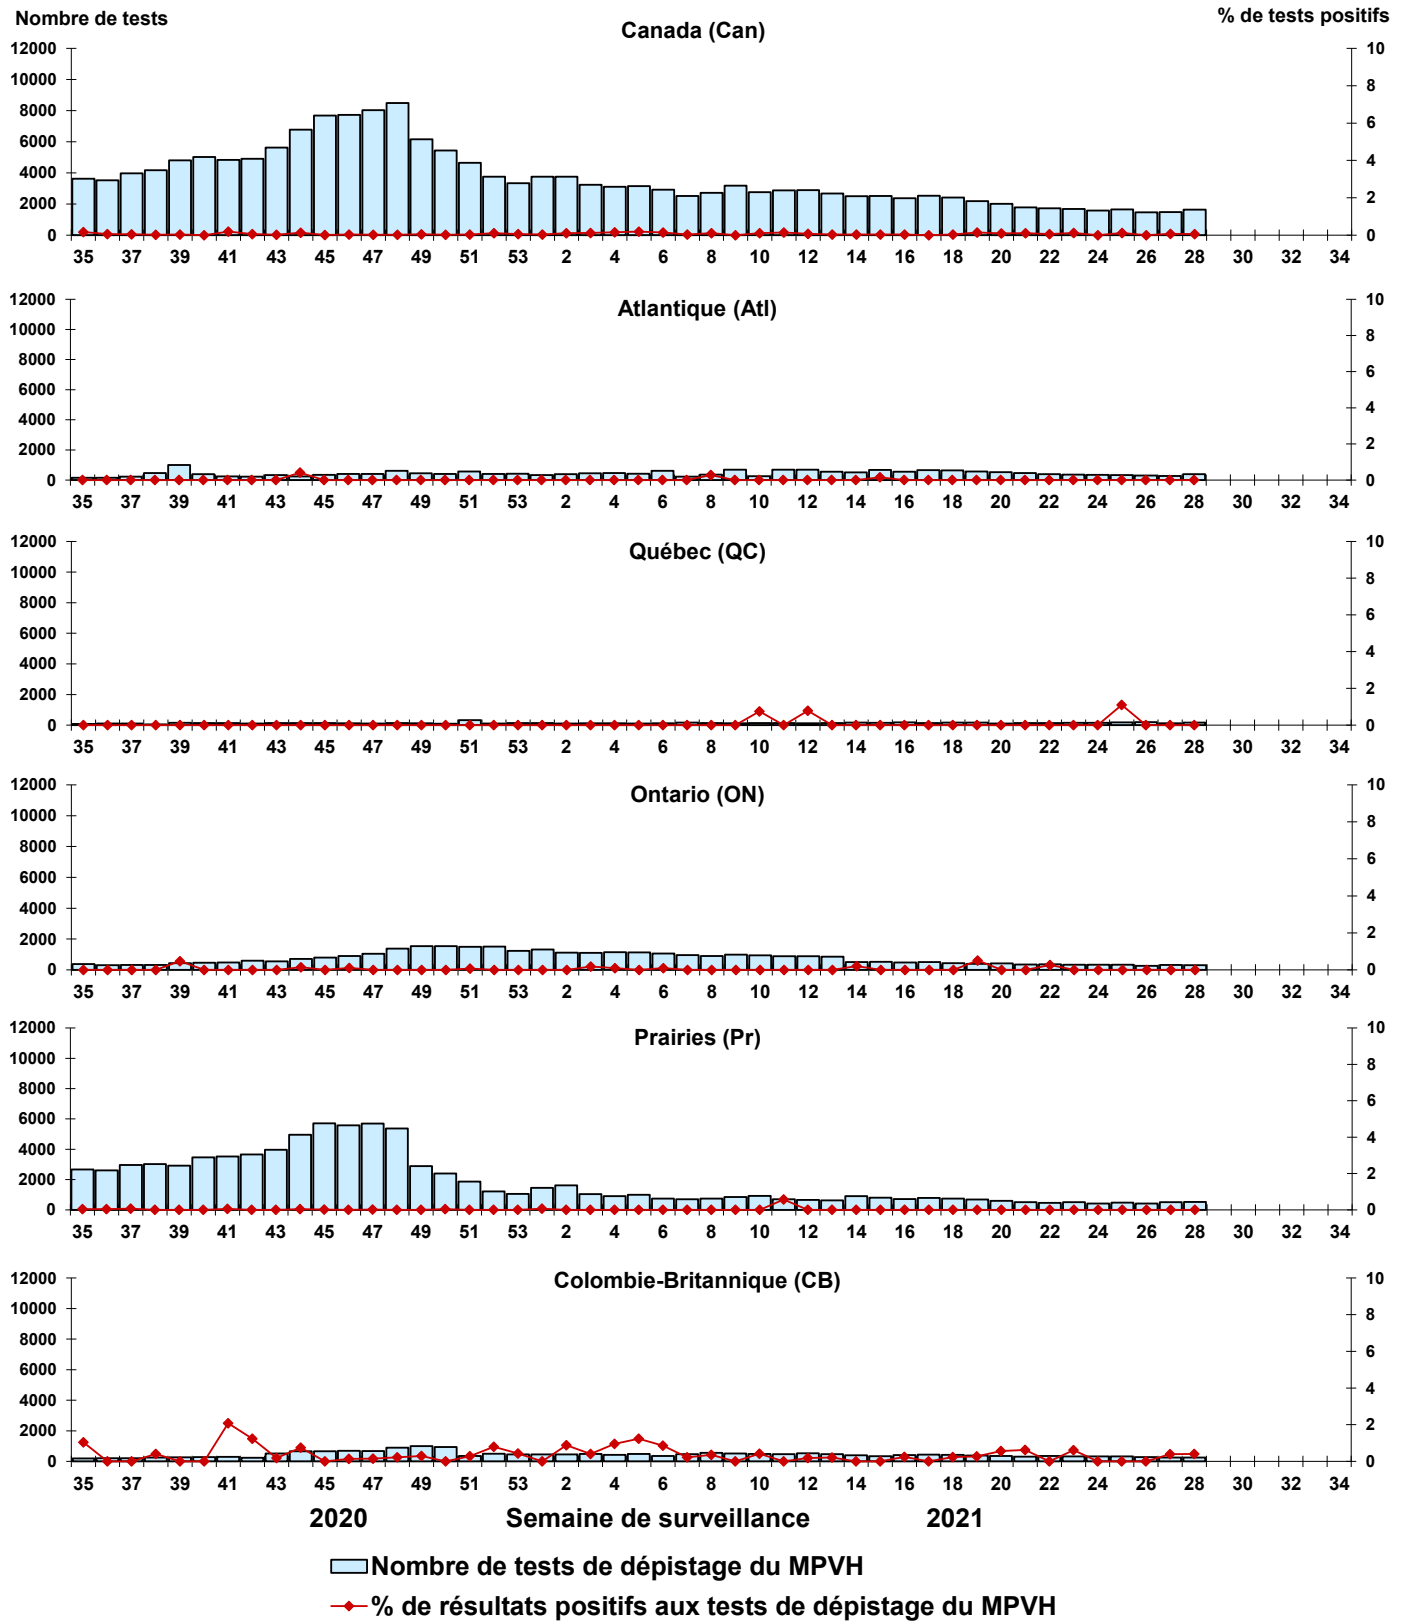 Nombre de tests
% de tests positifs
Canada (Can)
12000 10000 8000 6000 4000 2000 0
10 8 6 4 2 0
35 37 39 41 43 45 47 49 51 53 2 4 6 8 10 12 14 16 18 20 22 24 26 28 30 32 34
Atlantique (Atl)
12000 10000 8000 6000 4000 2000 0
10 8 6 4 2 0
35 37 39 41 43 45 47 49 51 53 2 4 6 8 10 12 14 16 18 20 22 24 26 28 30 32 34
Québec (QC)
12000 10000 8000 6000 4000 2000 0
10 8 6 4 2 0
35 37 39 41 43 45 47 49 51 53 2 4 6 8 10 12 14 16 18 20 22 24 26 28 30 32 34
Ontario (ON)
12000 10000 8000 6000 4000 2000 0
10 8 6 4 2 0
35 37 39 41 43 45 47 49 51 53 2 4 6 8 10 12 14 16 18 20 22 24 26 28 30 32 34
Prairies (Pr)
12000 10000 8000 6000 4000 2000 0
10 8 6 4 2 0
35 37 39 41 43 45 47 49 51 53 2 4 6 8 10 12 14 16 18 20 22 24 26 28 30 32 34
Colombie-Britannique (CB)
12000 10000 8000 6000 4000 2000 0
10 8 6 4 2 0
35 37 39 41 43 45 47 49 51 53 2 4 6 8 10 12 14 16 18 20 22 24 26 28 30 32 34
2020 Semaine de surveillance 2021
Nombre de tests de dépistage du MPVH
% de résultats positifs aux tests de dépistage du MPVH